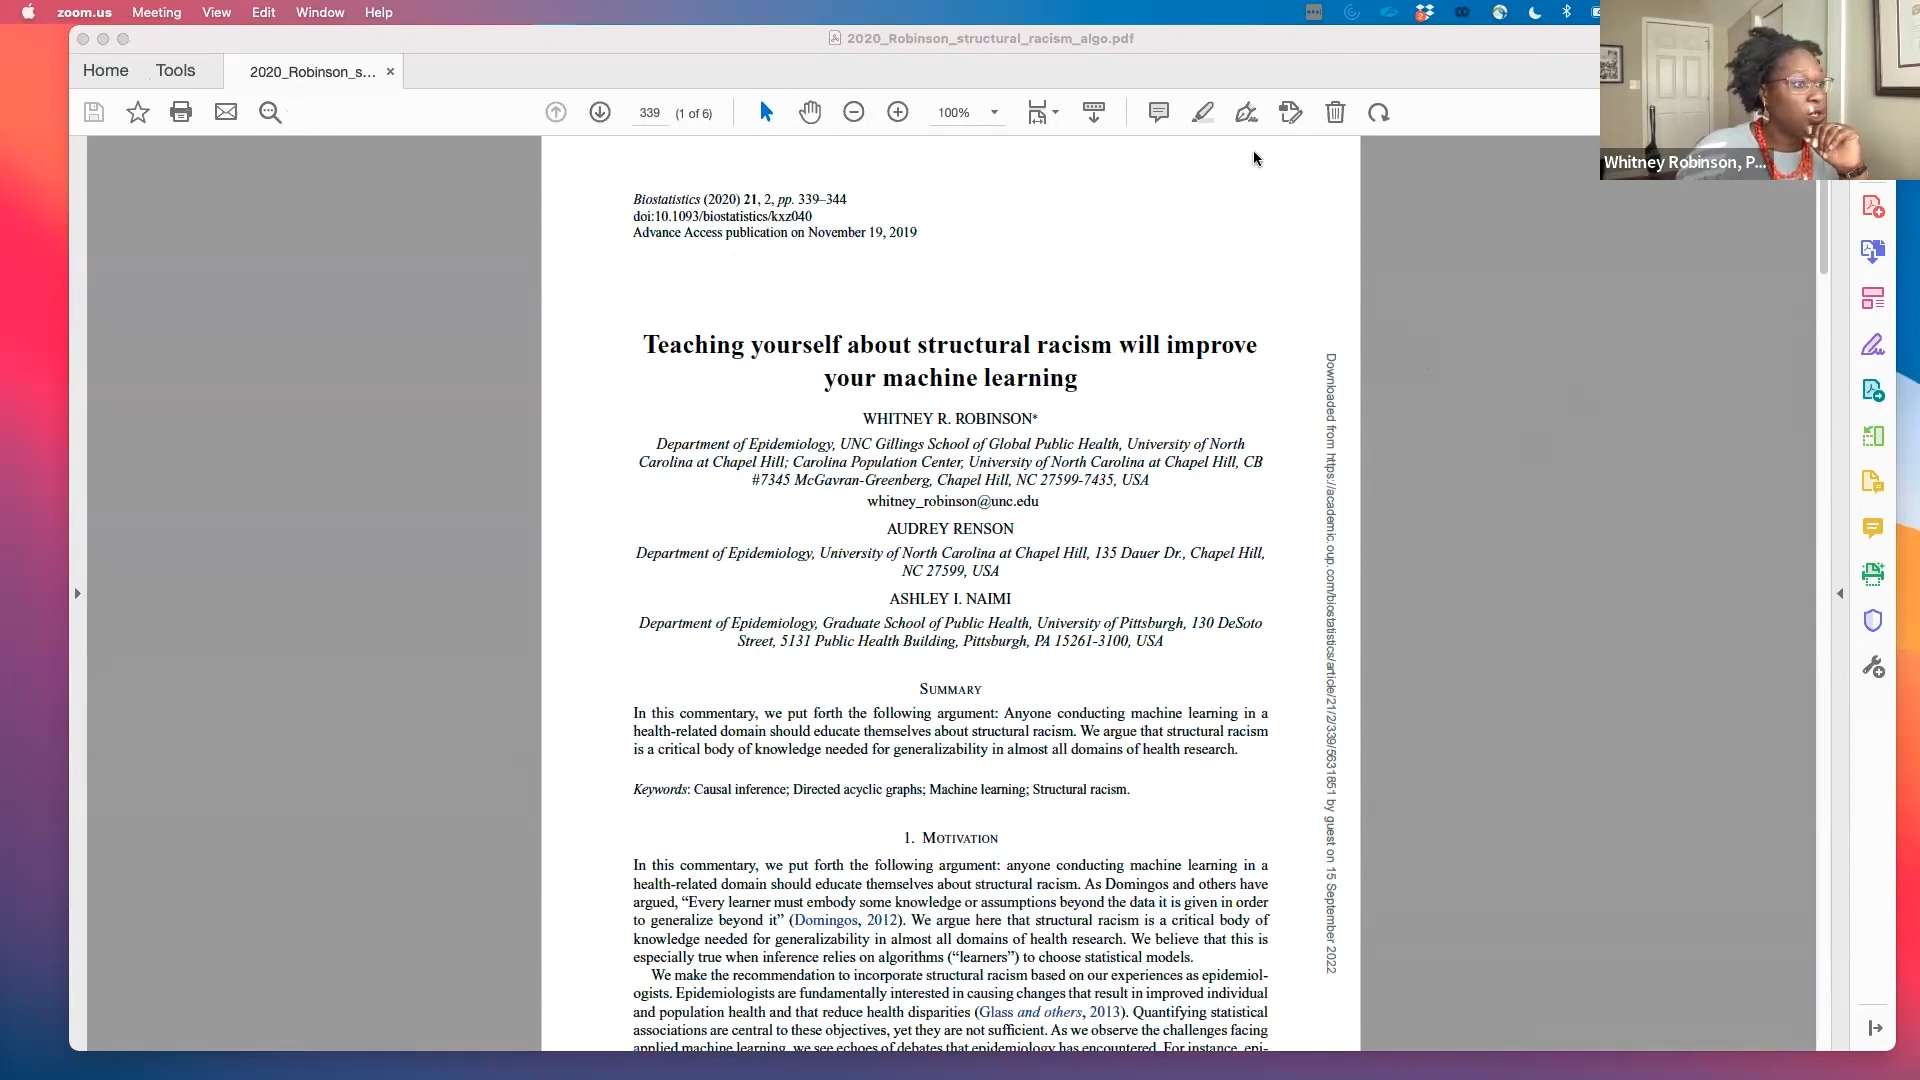 zoom.us Meeting View Edit Window Help
2
2020_Robinson_structural_racism_algo.pdf
Home Tools 2020_Robinson_s... ×
339 (1 of 6) 100%
Whitney Robinson, P...
Biostatistics (2020) 21, 2, pp. 339–344
doi:10.1093/biostatistics/kxz040
Advance Access publication on November 19, 2019
Teaching yourself about structural racism will improve
your machine learning
WHITNEY R. ROBINSON*
Department of Epidemiology, UNC Gillings School of Global Public Health, University of North
Carolina at Chapel Hill; Carolina Population Center, University of North Carolina at Chapel Hill, CB
#7345 McGavran-Greenberg, Chapel Hill, NC 27599-7435, USA
whitney_robinson@unc.edu
AUDREY RENSON
Department of Epidemiology, University of North Carolina at Chapel Hill, 135 Dauer Dr., Chapel Hill,
NC 27599, USA
ASHLEY I. NAIMI
Department of Epidemiology, Graduate School of Public Health, University of Pittsburgh, 130 DeSoto
Street, 5131 Public Health Building, Pittsburgh, PA 15261-3100, USA
SUMMARY
In this commentary, we put forth the following argument: Anyone conducting machine learning in a
health-related domain should educate themselves about structural racism. We argue that structural racism
is a critical body of knowledge needed for generalizability in almost all domains of health research.
Keywords: Causal inference; Directed acyclic graphs; Machine learning; Structural racism.
1. MOTIVATION
In this commentary, we put forth the following argument: anyone conducting machine learning in a
health-related domain should educate themselves about structural racism. As Domingos and others have
argued, “Every learner must embody some knowledge or assumptions beyond the data it is given in order
to generalize beyond it” (Domingos, 2012). We argue here that structural racism is a critical body of
knowledge needed for generalizability in almost all domains of health research. We believe that this is
especially true when inference relies on algorithms (“learners”) to choose statistical models.
We make the recommendation to incorporate structural racism based on our experiences as epidemiol-
ogists. Epidemiologists are fundamentally interested in causing changes that result in improved individual
and population health and that reduce health disparities (Glass and others, 2013). Quantifying statistical
associations are central to these objectives, yet they are not sufficient. As we observe the challenges facing
applied machine learning, we see echoes of debates that epidemiology has encountered. For instance, epi-
Downloaded from https://academic.oup.com/biostatistics/article/21/2/339/5631851 by guest on 15 September 2022